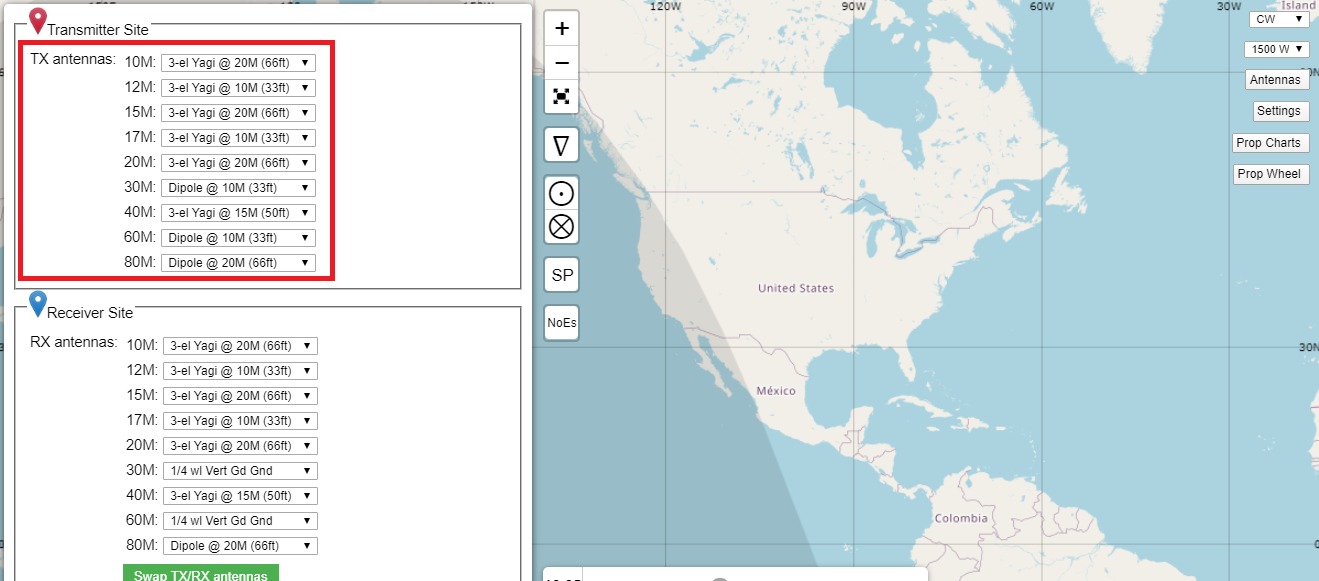 Transmitter Site
TX antennas:
10M: 3-el Yagi @ 20M (66ft)
12M: 3-el Yagi @ 10M (33ft)
15M: 3-el Yagi @ 20M (66ft)
17M: 3-el Yagi @ 10M (33ft)
20M: 3-el Yagi @ 20M (66ft)
30M: Dipole @ 10M (33ft)
40M: 3-el Yagi @ 15M (50ft)
60M: Dipole @ 10M (33ft)
80M: Dipole @ 20M (66ft)
Receiver Site
RX antennas:
10M: 3-el Yagi @ 20M (66ft)
12M: 3-el Yagi @ 10M (33ft)
15M: 3-el Yagi @ 20M (66ft)
17M: 3-el Yagi @ 10M (33ft)
20M: 3-el Yagi @ 20M (66ft)
30M: 1/4 wl Vert Gd Gnd
40M: 3-el Yagi @ 15M (50ft)
60M: 1/4 wl Vert Gd Gnd
80M: Dipole @ 20M (66ft)
Swap TX/RX antennas
+
−
SP
NoEs
120W
90W
60W
30W
Island
United States
México
Colombia
30N
CW
1500 W
Antennas
Settings
Prop Charts
Prop Wheel